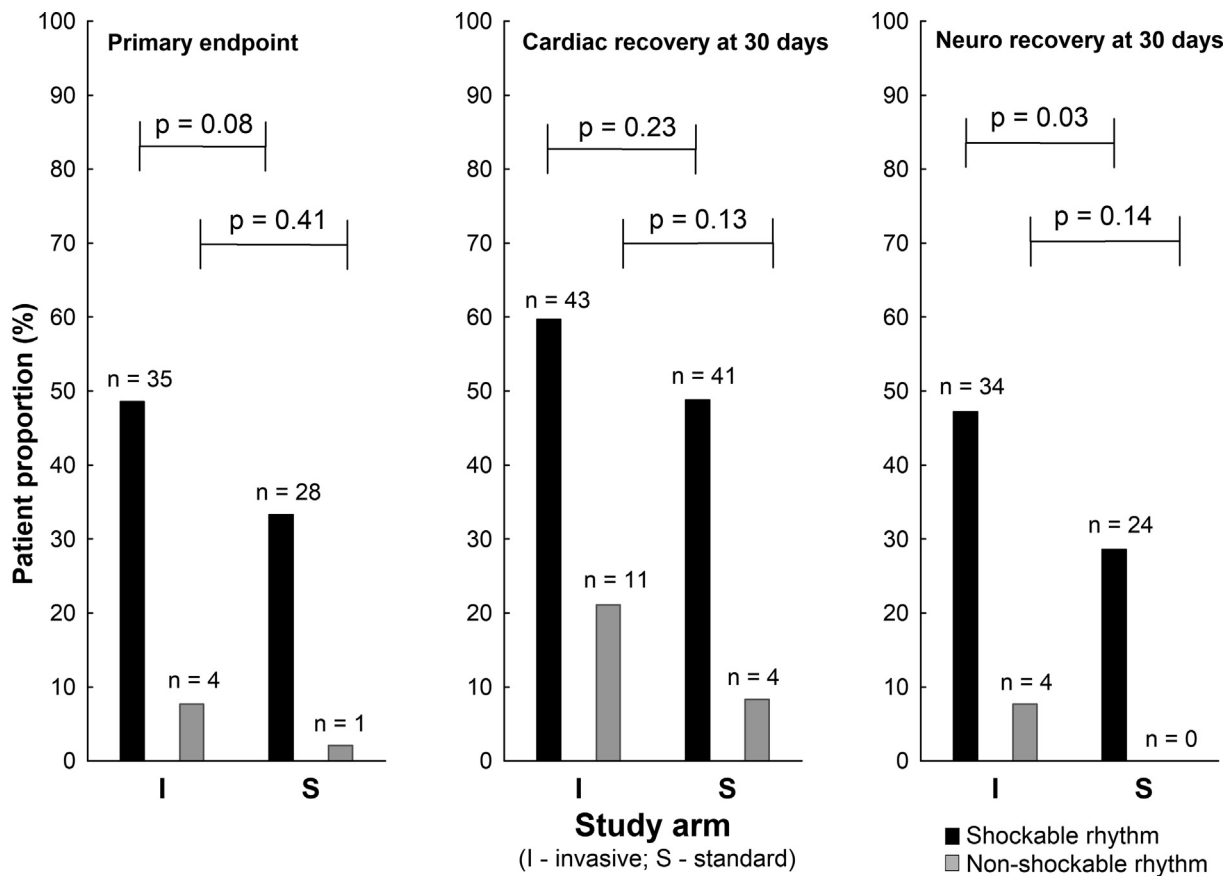 Primary endpoint
100
90
80
70
60
50
40
30
20
10
0
p = 0.08
p = 0.41
n = 35
n = 4
n = 28
n = 1
I
S
Patient proportion (%)
Cardiac recovery at 30 days
100
90
80
70
60
50
40
30
20
10
0
p = 0.23
p = 0.13
n = 43
n = 11
n = 41
n = 4
I
S
Study arm
(I - invasive; S - standard)
Neuro recovery at 30 days
100
90
80
70
60
50
40
30
20
10
0
p = 0.03
p = 0.14
n = 34
n = 4
n = 24
n = 0
I
S
Shockable rhythm
Non-shockable rhythm